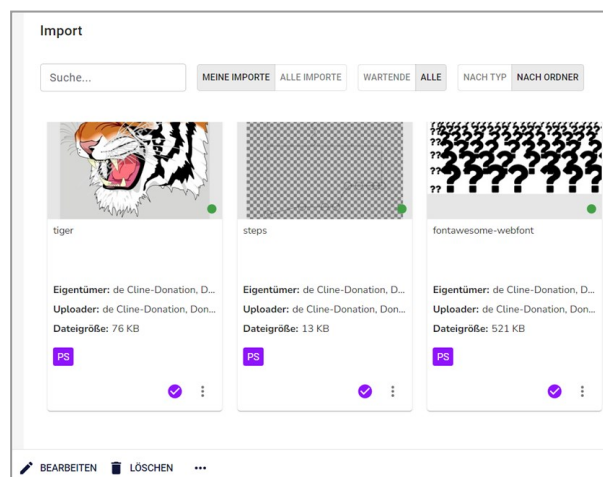 Import
Suche...
MEINE IMPORTE ALLE IMPORTE WARTENDE ALLE NACH TYP NACH ORDNER
tiger
Eigentümer: de Cline-Donation, D...
Uploader: de Cline-Donation, Don...
Dateigröße: 76 KB
PS
steps
Eigentümer: de Cline-Donation, D...
Uploader: de Cline-Donation, Don...
Dateigröße: 13 KB
PS
fontawesome-webfont
Eigentümer: de Cline-Donation, D...
Uploader: de Cline-Donation, Don...
Dateigröße: 521 KB
PS
BEARBEITEN LÖSCHEN ...